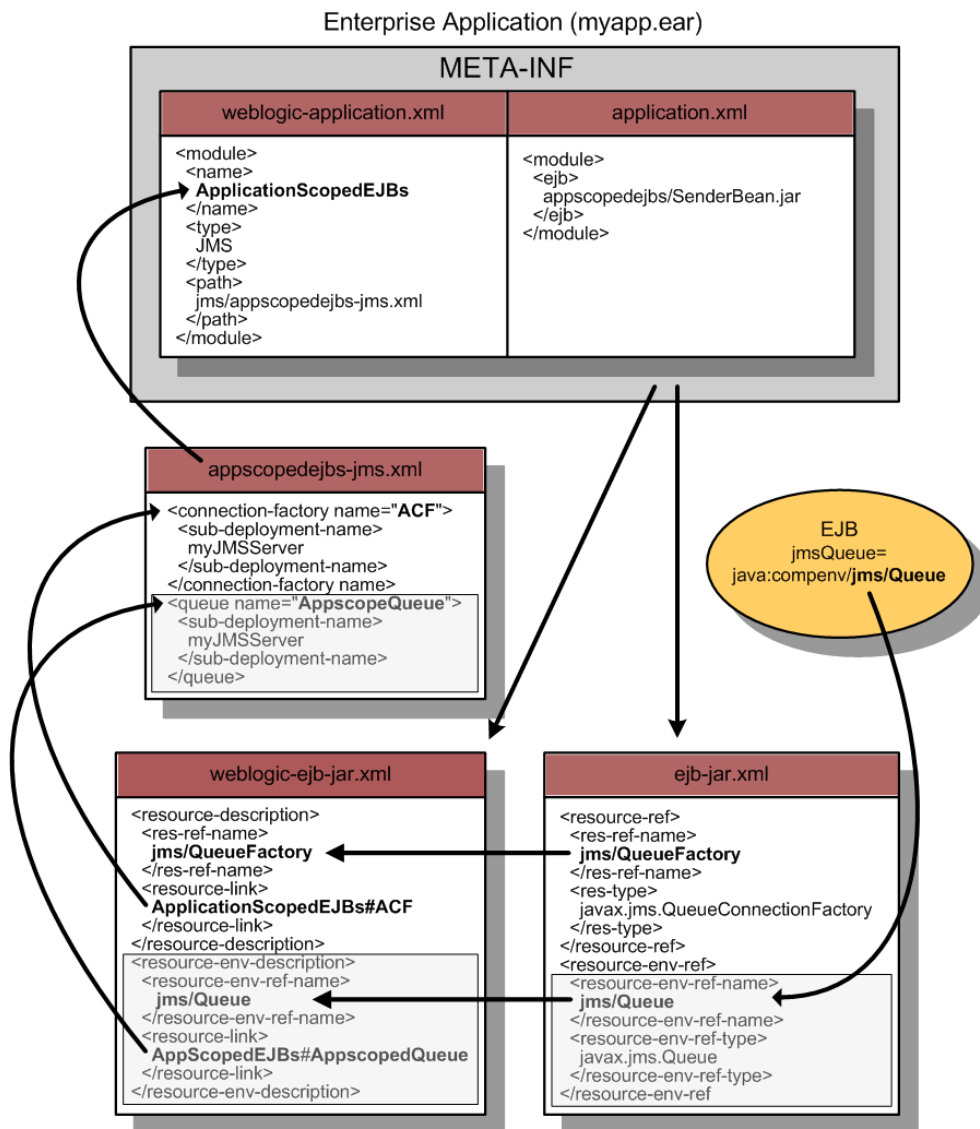 Enterprise Application (myapp.ear)
META-INF
weblogic-application.xml
<module>
<name>
ApplicationScopedEJBs
</name>
<type>
JMS
</type>
<path>
jms/appscopedejbs-jms.xml
</path>
</module>
application.xml
<module>
<ejb>
appscopedejbs/SenderBean.jar
</ejb>
</module>
appscopedejbs-jms.xml
<connection-factory name="ACF">
<sub-deployment-name>
myJMSServer
</sub-deployment-name>
</connection-factory name>
<queue name="AppscopeQueue">
<sub-deployment-name>
myJMSServer
</sub-deployment-name>
</queue>
EJB
jmsQueue=
java:compenv/jms/Queue
weblogic-ejb-jar.xml
<resource-description>
<res-ref-name>
jms/QueueFactory
</res-ref-name>
<resource-link>
ApplicationScopedEJBs#ACF
</resource-link>
</resource-description>
<resource-env-description>
<resource-env-ref-name>
jms/Queue
</resource-env-ref-name>
<resource-link>
AppScopedEJBs#AppscopedQueue
</resource-link>
</resource-env-description>
ejb-jar.xml
<resource-ref>
<res-ref-name>
jms/QueueFactory
</res-ref-name>
<res-type>
javax.jms.QueueConnectionFactory
</res-type>
</resource-ref>
<resource-env-ref>
<resource-env-ref-name>
jms/Queue
</resource-env-ref-name>
<resource-env-ref-type>
javax.jms.Queue
</resource-env-ref-type>
</resource-env-ref